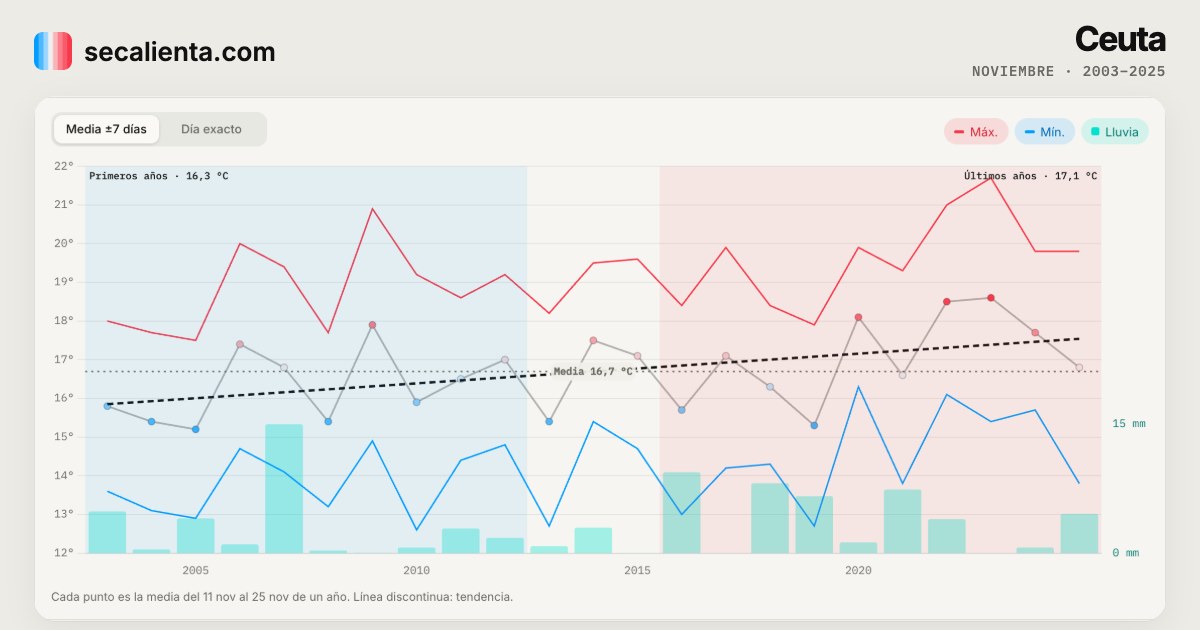 secalienta.com
Ceuta
NOVIEMBRE · 2003–2025
Media ±7 días
Día exacto
Máx.
Mín.
Lluvia
Primeros años · 16,3 °C
Últimos años · 17,1 °C
22°
21°
20°
19°
18°
17°
16°
15°
14°
13°
12°
Media 16,7 °C
15 mm
0 mm
2005
2010
2015
2020
Cada punto es la media del 11 nov al 25 nov de un año. Línea discontinua: tendencia.